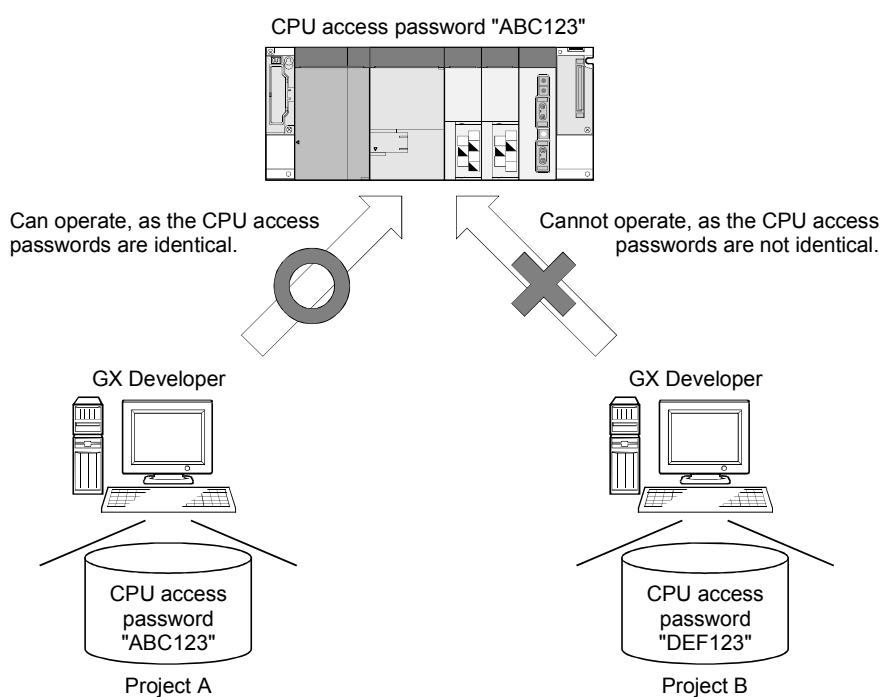 CPU access password "ABC123"
Can operate, as the CPU access
passwords are identical.
Cannot operate, as the CPU access
passwords are not identical.
GX Developer
GX Developer
CPU access
password
"ABC123"
CPU access
password
"DEF123"
Project A
Project B